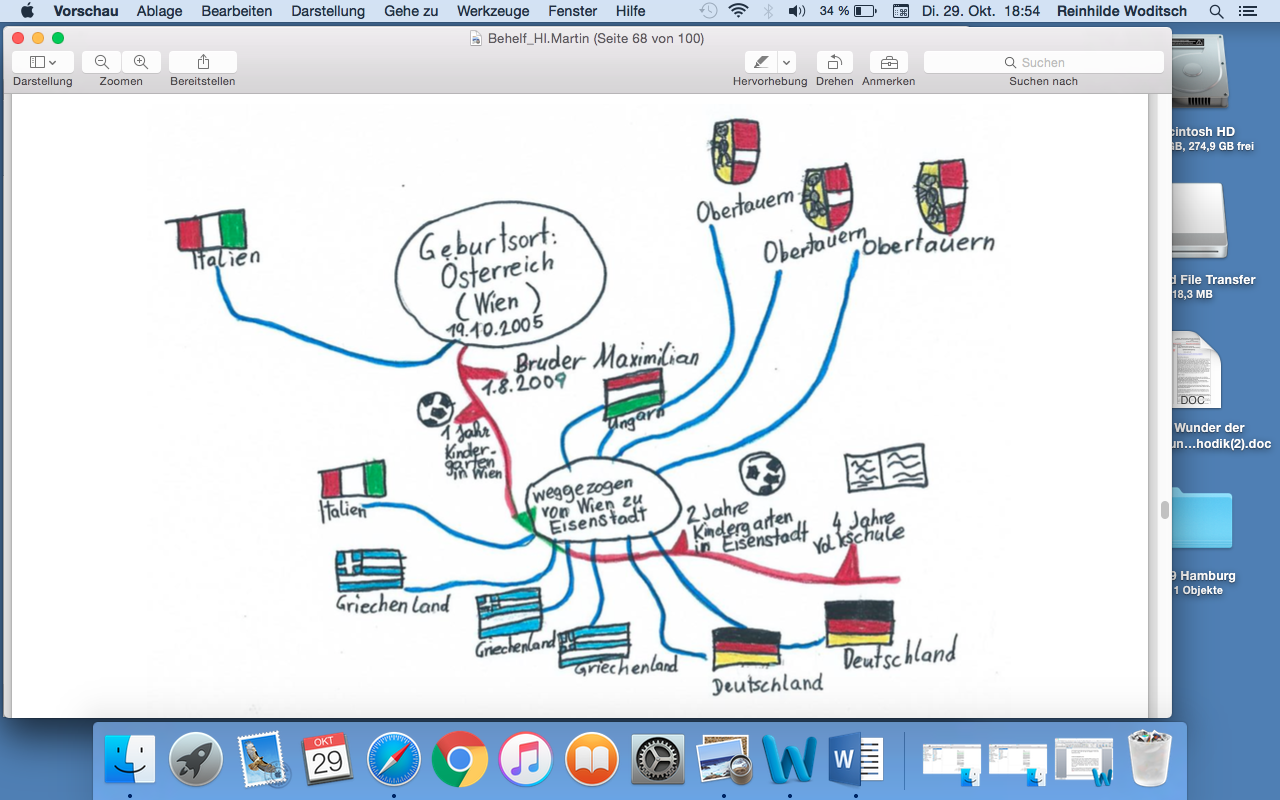 Vorschau Ablage Bearbeiten Darstellung Gehe zu Werkzeuge Fenster Hilfe 34 % Di. 29. Okt. 18:54 Reinhilde Woditsch
Behelf_Hl.Martin (Seite 68 von 100)
Suchen
Darstellung Zoomen Bereitstellen Hervorhebung Drehen Anmerken Suchen nach
Obertauern
Obertauern
Obertauern
Italien
Geburtsort:
Österreich
(Wien)
19.10.2005
Bruder Maximilian
1.8.2009
Ungarn
1 Jahr
Kinder-
garten
in Wien
Italien
weggezogen
von Wien zu
Eisenstadt
2 Jahre
Kindergarten
in Eisenstadt
4 Jahre
Volkschule
Griechenland
Griechenland
Griechenland
Deutschland
Deutschland
cintosh HD
GB, 274,9 GB frei
d File Transfer
18,3 MB
DOC
Wunder der
un...hodik(2).doc
9 Hamburg
1 Objekte
OKT
29
W